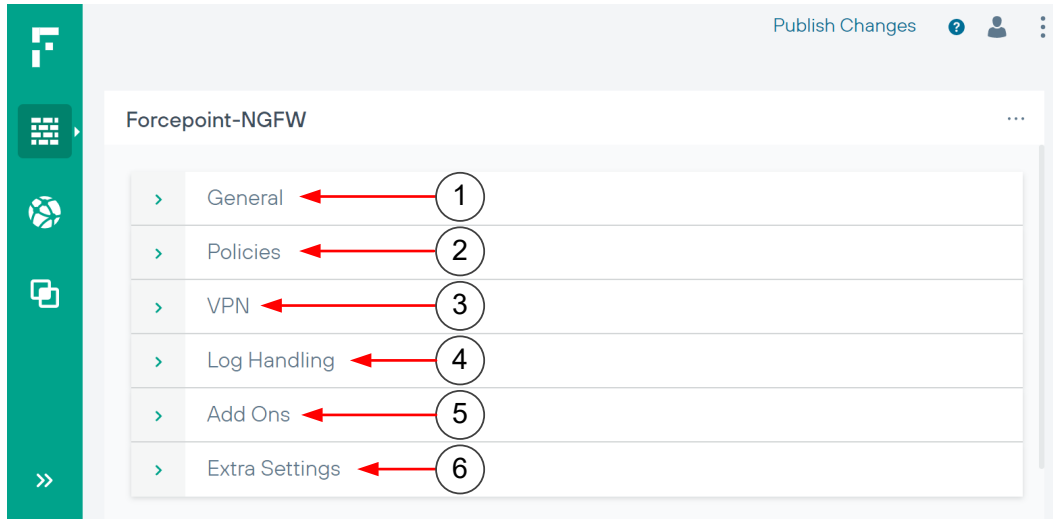 Publish Changes ?
Forcepoint-NGFW
General 1
Policies 2
VPN 3
Log Handling 4
Add Ons 5
Extra Settings 6